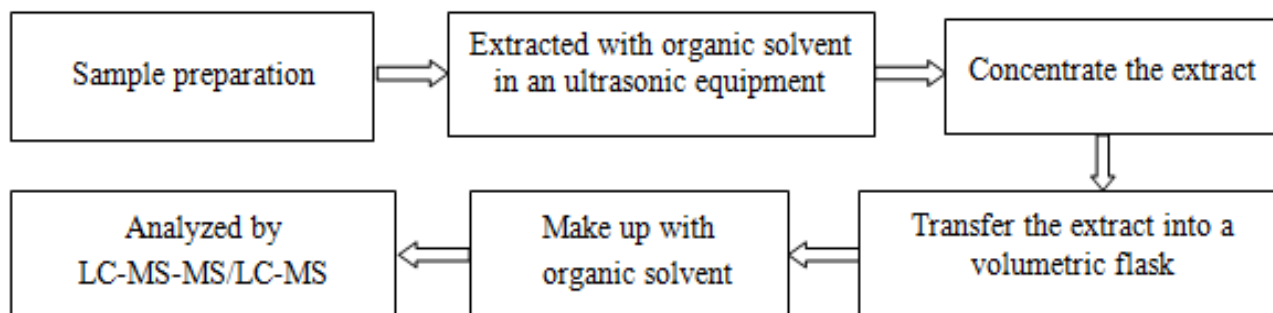 Sample preparation
Extracted with organic solvent
in an ultrasonic equipment
Concentrate the extract
Transfer the extract into a
volumetric flask
Make up with
organic solvent
Analyzed by
LC-MS-MS/LC-MS